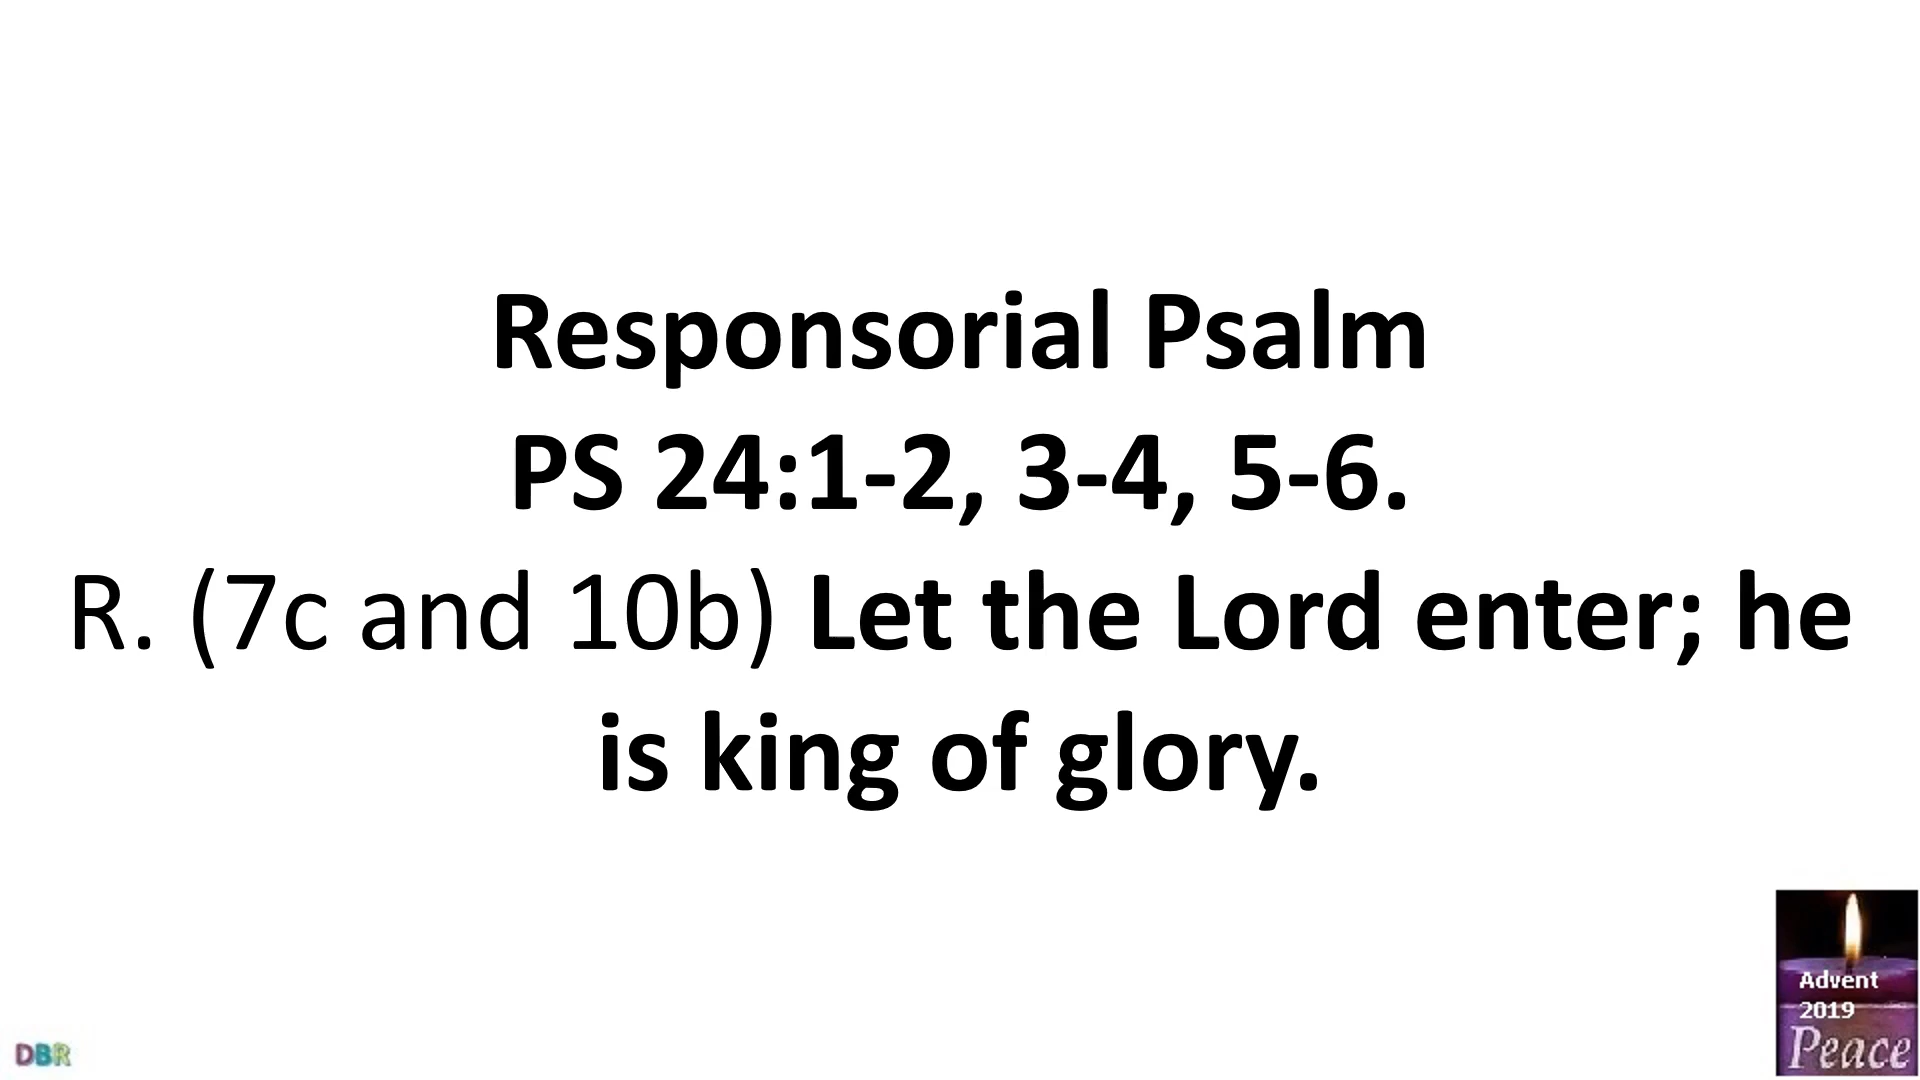 Responsorial Psalm
PS 24:1-2, 3-4, 5-6.
R. (7c and 10b) Let the Lord enter; he
is king of glory.
Advent
2019
Peace
DBR